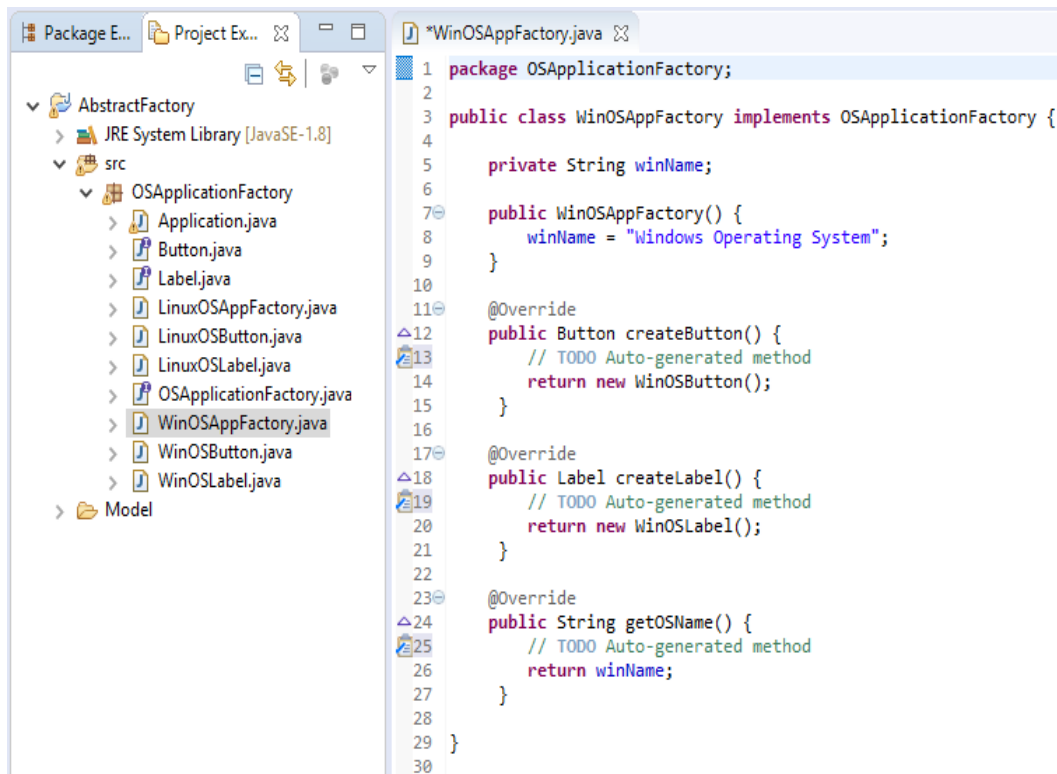 Package E...
Project Ex...
AbstractFactory
JRE System Library [JavaSE-1.8]
src
OSApplicationFactory
Application.java
Button.java
Label.java
LinuxOSAppFactory.java
LinuxOSButton.java
LinuxOSLabel.java
OSApplicationFactory.java
WinOSAppFactory.java
WinOSButton.java
WinOSLabel.java
Model
*WinOSAppFactory.java
1 package OSApplicationFactory;
2
3 public class WinOSAppFactory implements OSApplicationFactory {
4
5     private String winName;
6
7     public WinOSAppFactory() {
8         winName = "Windows Operating System";
9     }
10
11     @Override
12     public Button createButton() {
13         // TODO Auto-generated method
14         return new WinOSButton();
15      }
16
17     @Override
18     public Label createLabel() {
19         // TODO Auto-generated method
20         return new WinOSLabel();
21      }
22
23     @Override
24     public String getOSName() {
25         // TODO Auto-generated method
26         return winName;
27      }
28
29 }
30